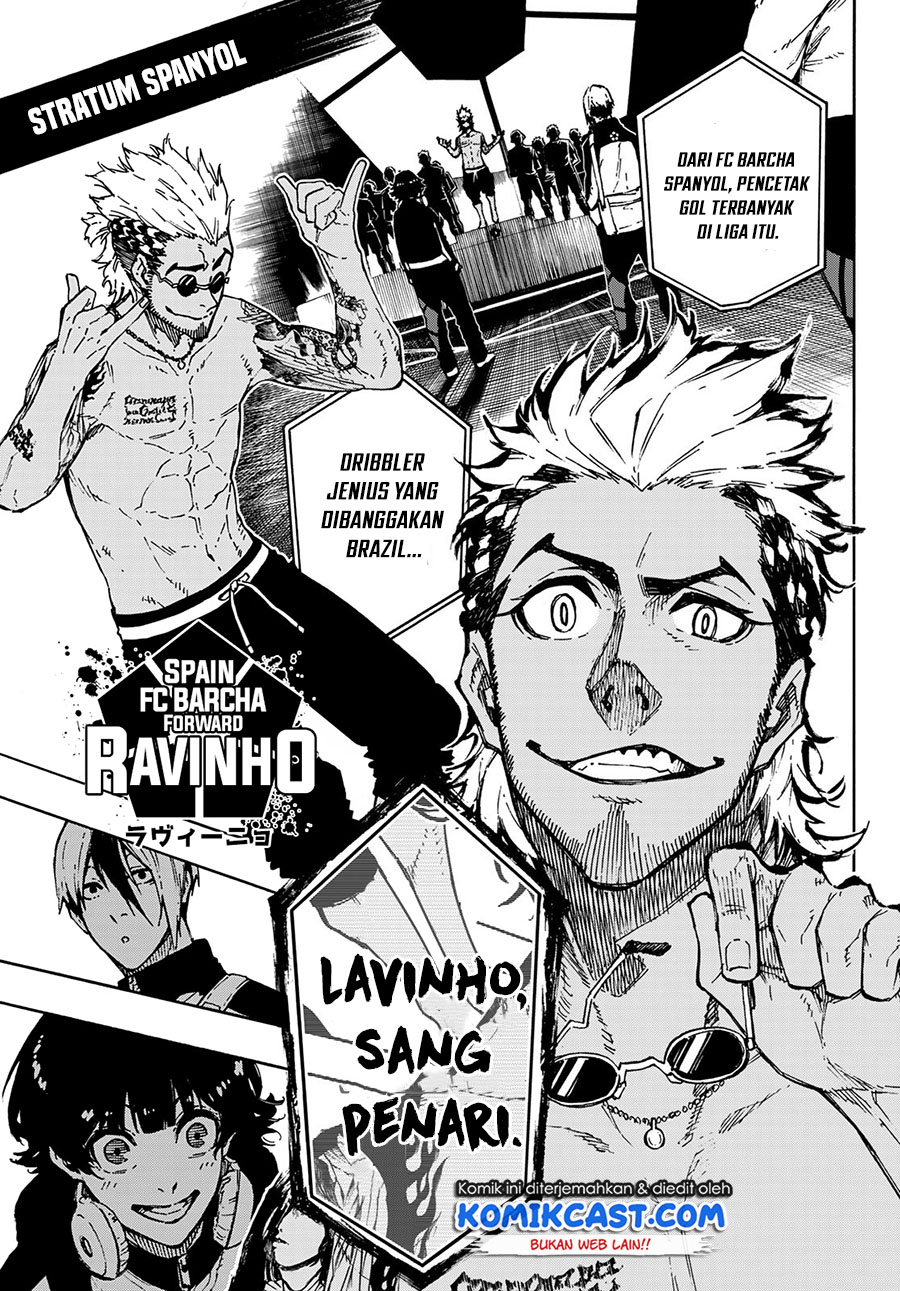 STRATUM SPANYOL
DARI FC BARCHA
SPANYOL, PENCETAK
GOL TERBANYAK
DI LIGA ITU.
DRIBBLER
JENIUS YANG
DIBANGGAKAN
BRAZIL...
SPAIN
FC BARCHA
FORWARD
RAVINHO
ラヴィーニョ
LAVINHO,
SANG
PENARI.
Komik ini diterjemahkan & diedit oleh
KOMIKCAST.COM
BUKAN WEB LAIN!!